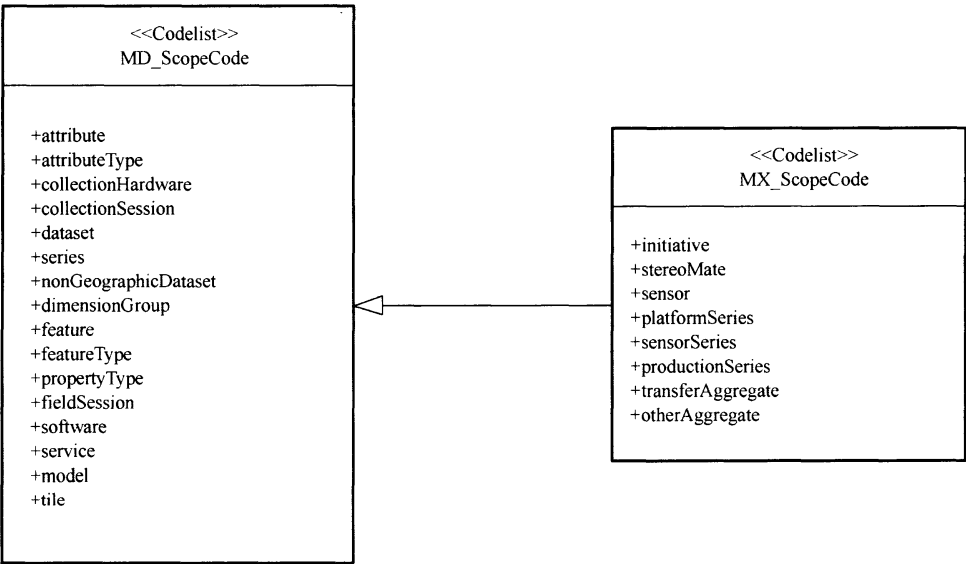 <<Codelist>>
MD_ScopeCode
+attribute
+attributeType
+collectionHardware
+collectionSession
+dataset
+series
+nonGeographicDataset
+dimensionGroup
+feature
+featureType
+propertyType
+fieldSession
+software
+service
+model
+tile
<<Codelist>>
MX_ScopeCode
+initiative
+stereoMate
+sensor
+platformSeries
+sensorSeries
+productionSeries
+transferAggregate
+otherAggregate